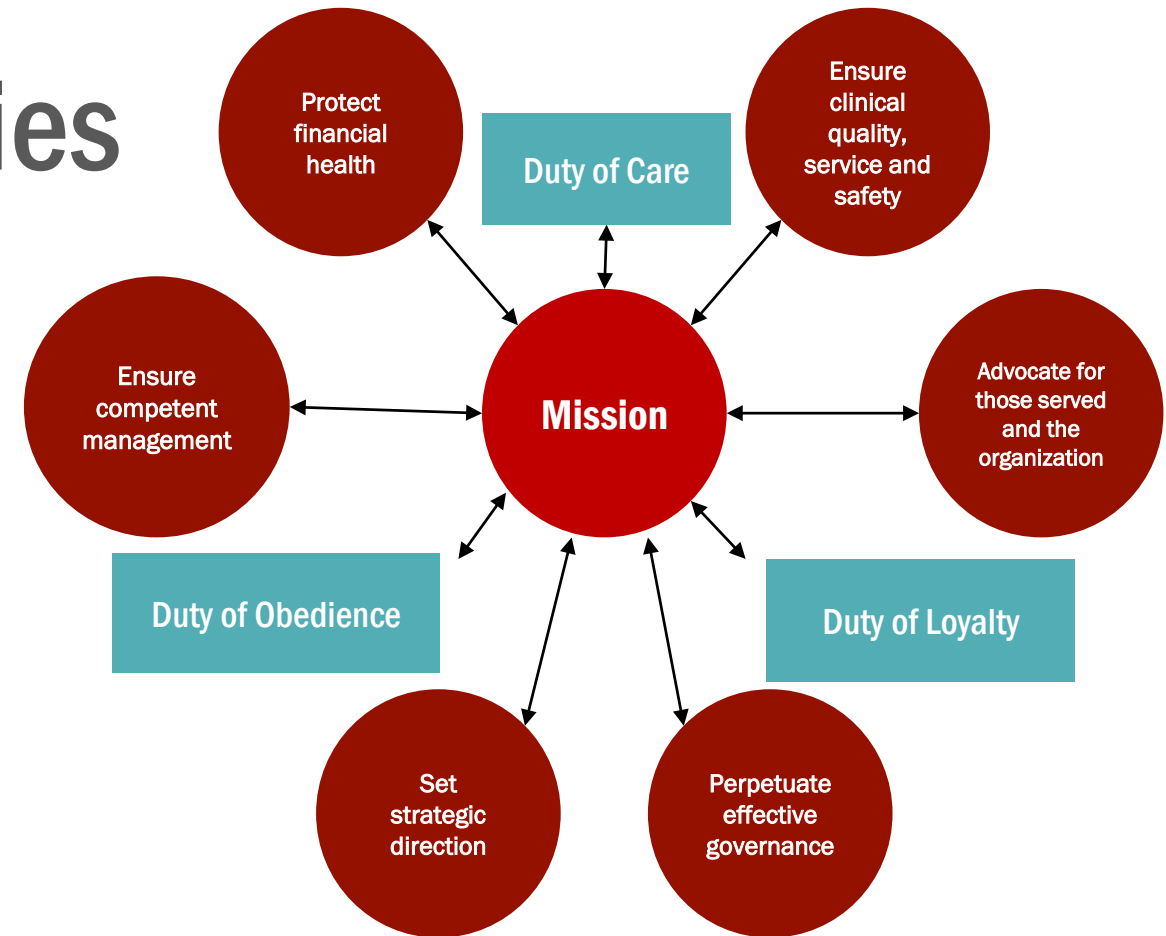 ies
Protect
financial
health
Duty of Care
Ensure
clinical
quality,
service and
safety
Ensure
competent
management
Mission
Advocate for
those served
and the
organization
Duty of Obedience
Duty of Loyalty
Set
strategic
direction
Perpetuate
effective
governance